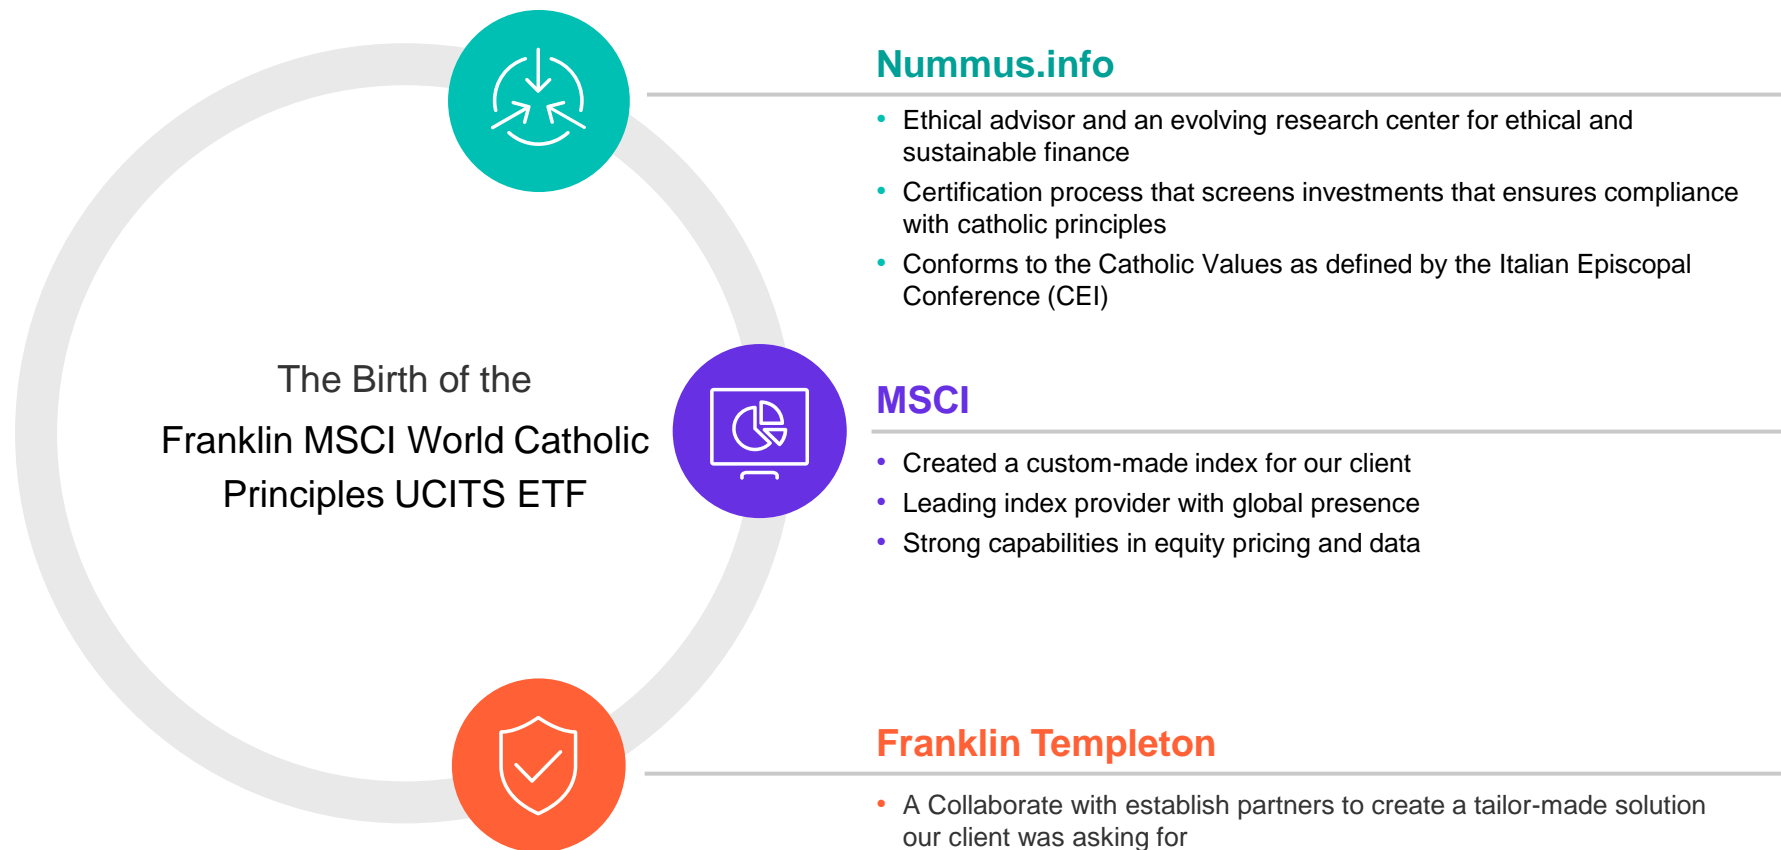 The Birth of the
Franklin MSCI World Catholic
Principles UCITS ETF
Nummus.info
• Ethical advisor and an evolving research center for ethical and
sustainable finance
• Certification process that screens investments that ensures compliance
with catholic principles
• Conforms to the Catholic Values as defined by the Italian Episcopal
Conference (CEI)
MSCI
• Created a custom-made index for our client
• Leading index provider with global presence
• Strong capabilities in equity pricing and data
Franklin Templeton
• A Collaborate with establish partners to create a tailor-made solution
our client was asking for